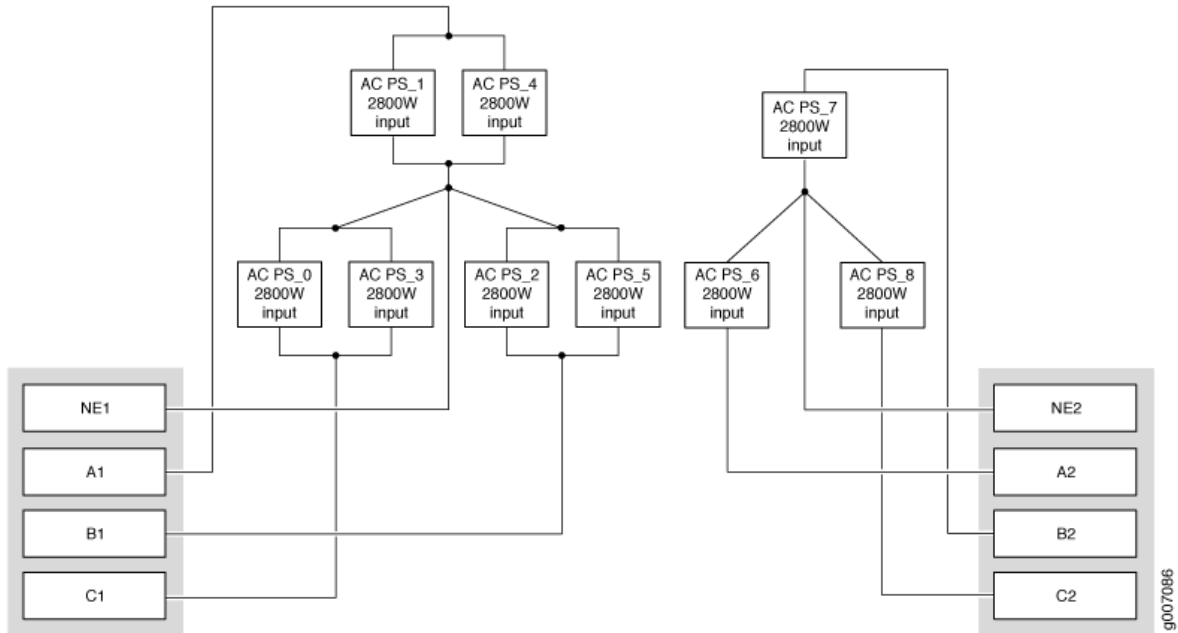 AC PS_1
2800W
input
AC PS_4
2800W
input
AC PS_7
2800W
input
AC PS_0
2800W
input
AC PS_3
2800W
input
AC PS_2
2800W
input
AC PS_5
2800W
input
AC PS_6
2800W
input
AC PS_8
2800W
input
NE1
A1
B1
C1
NE2
A2
B2
C2
g007086